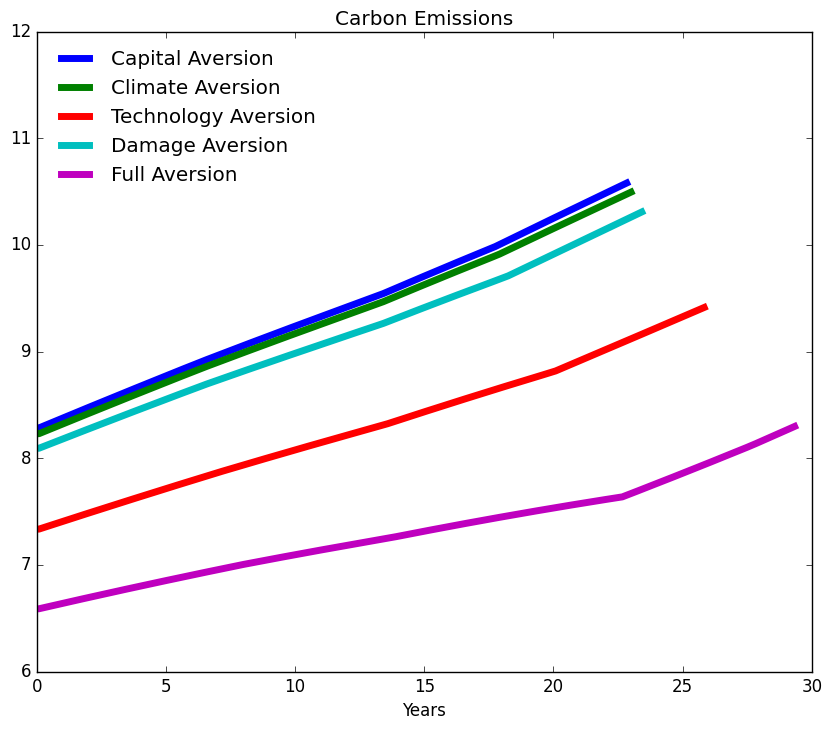 Carbon Emissions
12
11
10
9
8
7
6
Capital Aversion
Climate Aversion
Technology Aversion
Damage Aversion
Full Aversion
0 5 10 15 20 25 30
Years